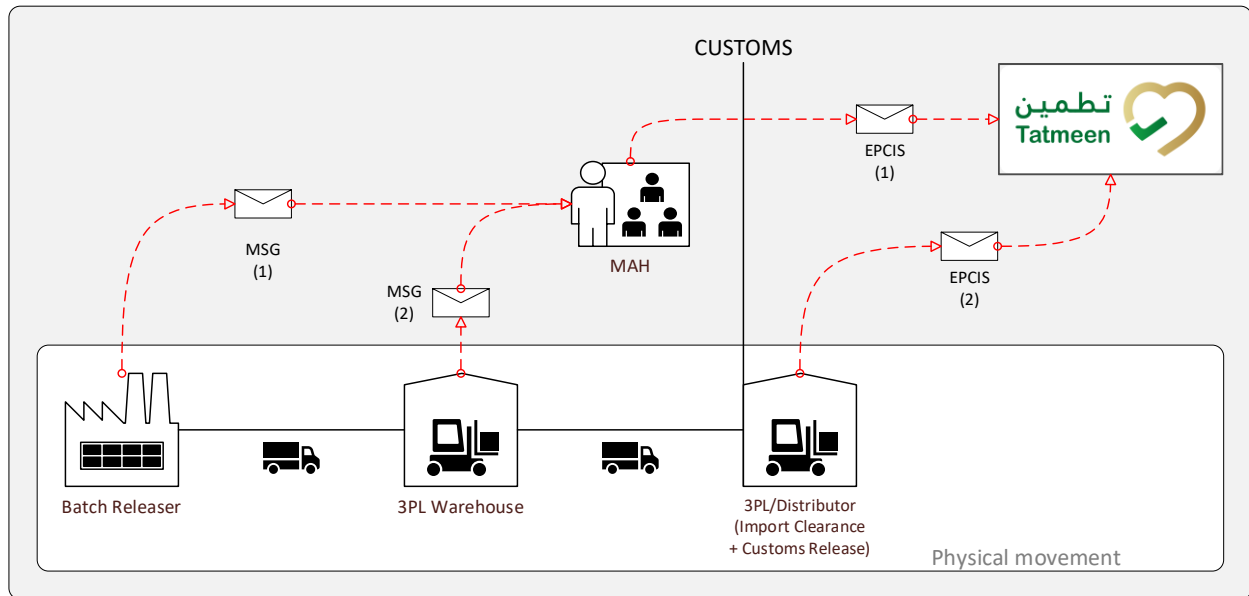 CUSTOMS
تطمين
Tatmeen
EPCIS
(1)
MSG
(1)
MAH
EPCIS
(2)
MSG
(2)
Batch Releaser
3PL Warehouse
3PL/Distributor
(Import Clearance
+ Customs Release)
Physical movement